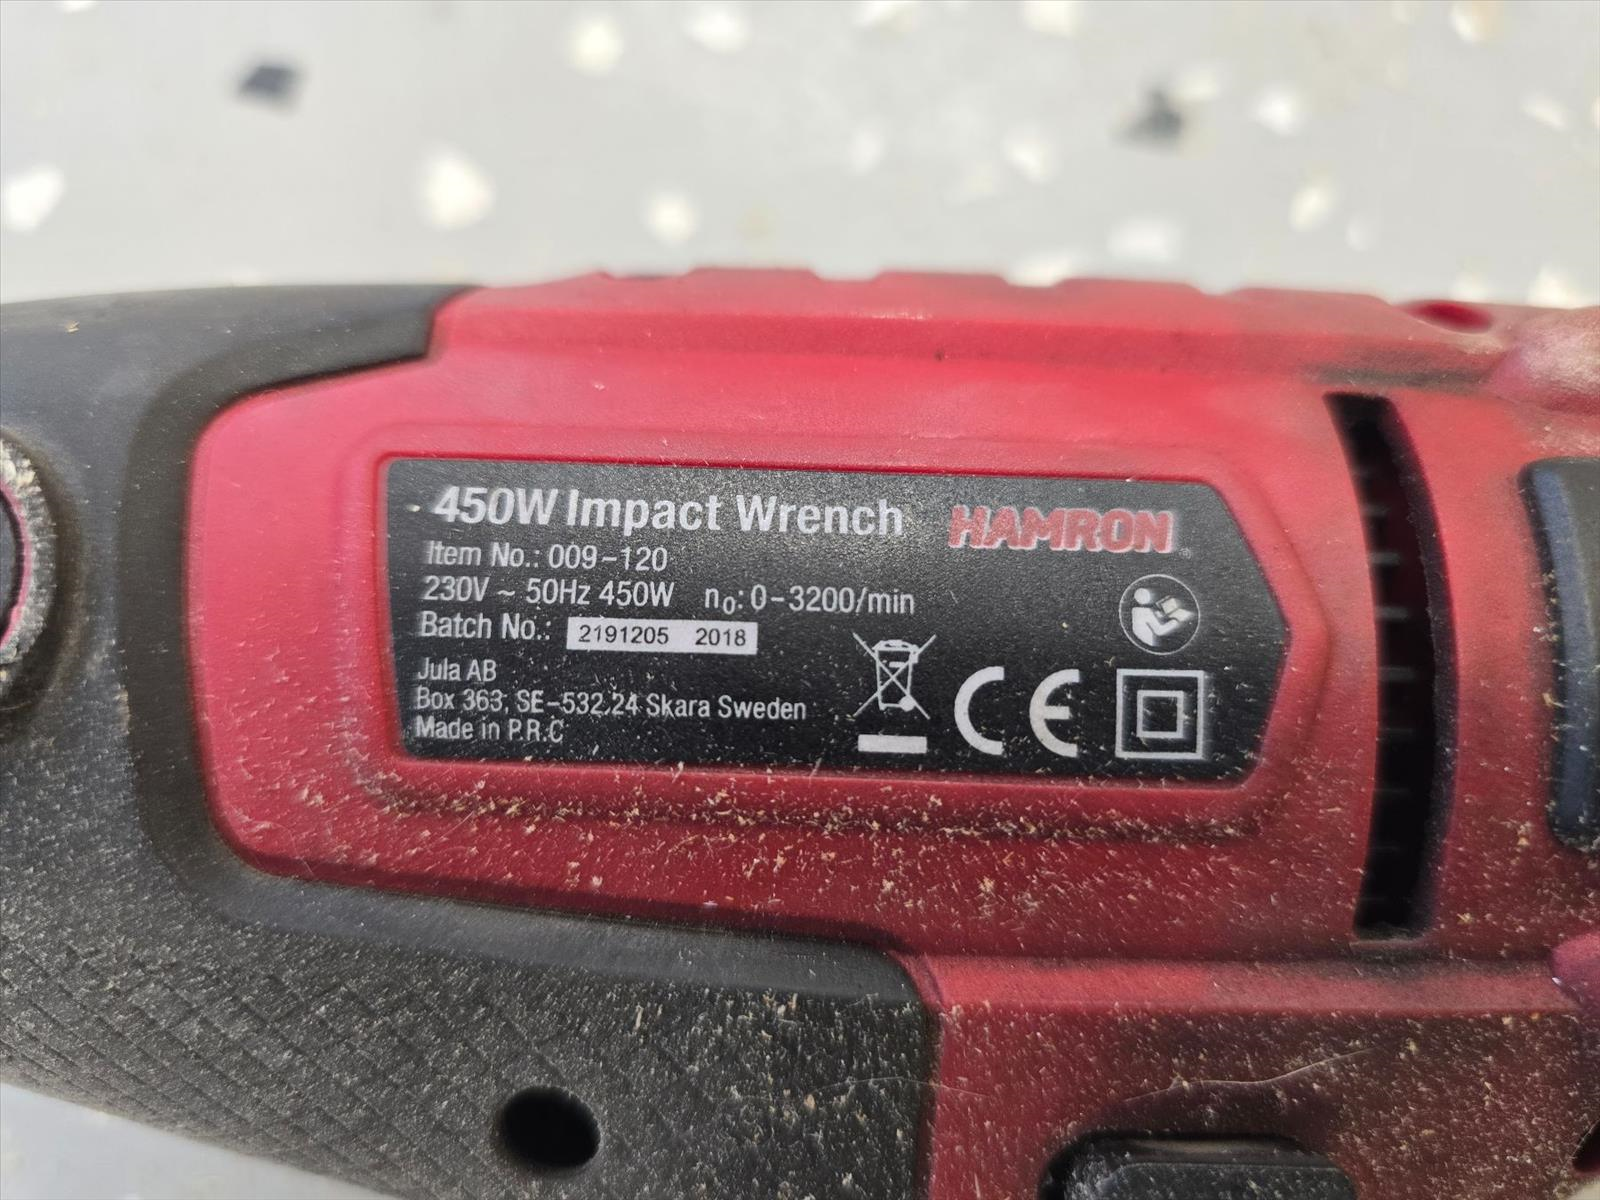 450W Impact Wrench HAMRON
Item No.: 009-120
230V ~ 50Hz 450W n₀: 0-3200/min
Batch No.: 2191205 2018
Jula AB
Box 363, SE-532 24 Skara Sweden
Made in P.R.C
CE